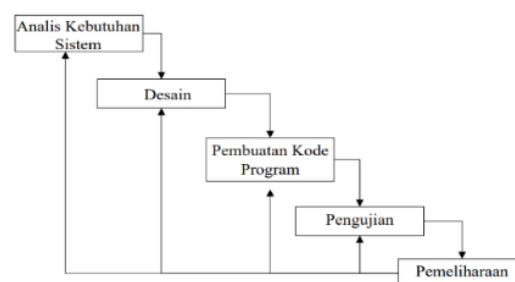 Analis Kebutuhan
Sistem
Desain
Pembuatan Kode
Program
Pengujian
Pemeliharaan